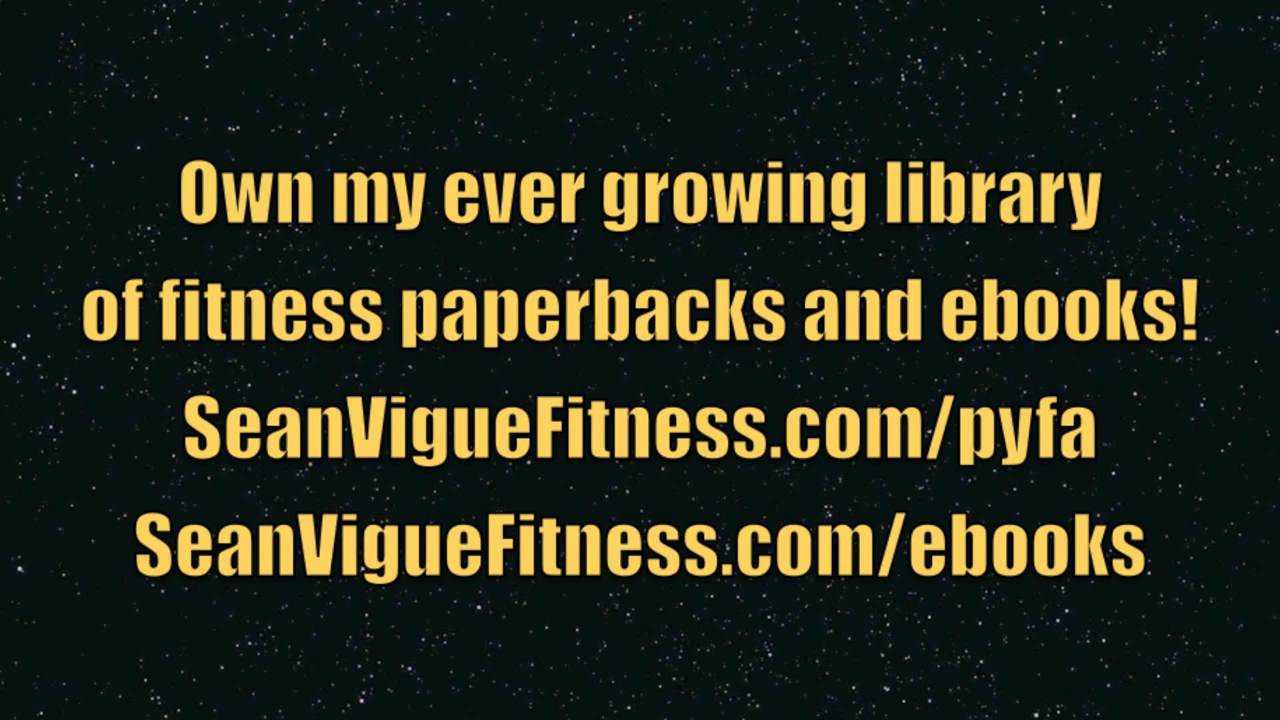 Own my ever growing library
of fitness paperbacks and ebooks!
SeanVigueFitness.com/pyfa
SeanVigueFitness.com/ebooks